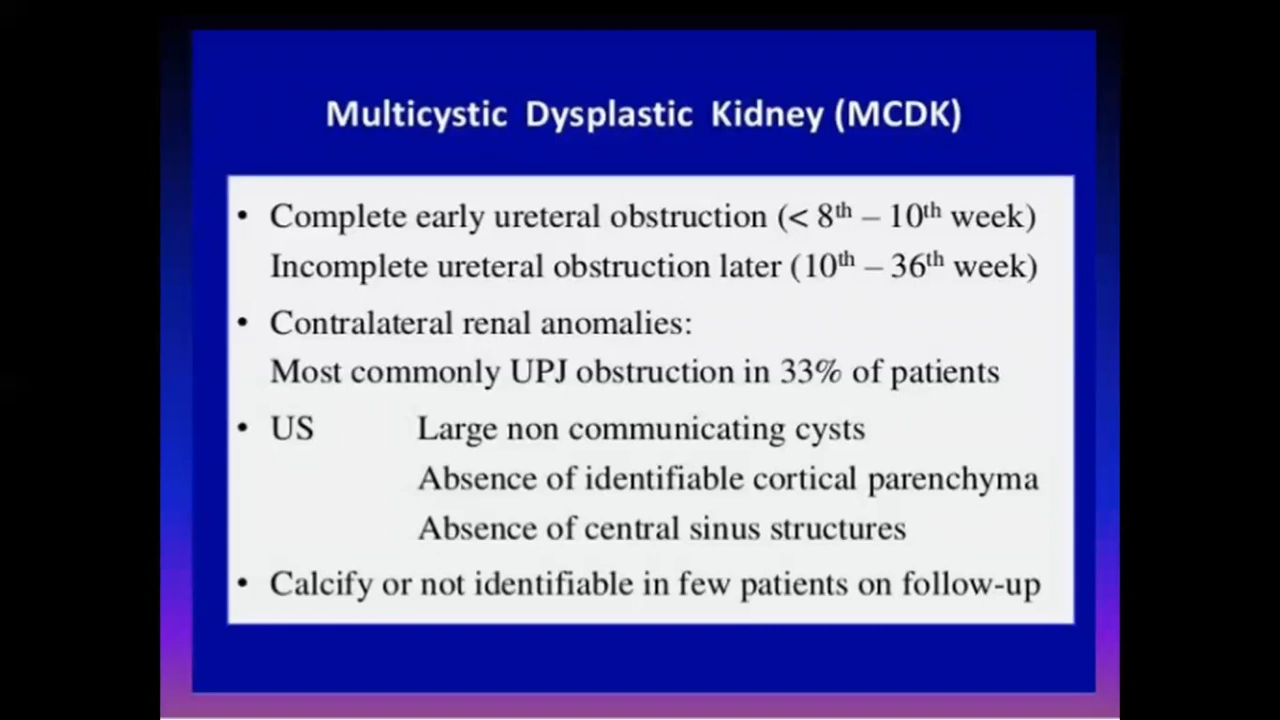 Multicystic Dysplastic Kidney (MCDK)
• Complete early ureteral obstruction (< 8th – 10th week)
Incomplete ureteral obstruction later (10th – 36th week)
• Contralateral renal anomalies:
Most commonly UPJ obstruction in 33% of patients
• US Large non communicating cysts
Absence of identifiable cortical parenchyma
Absence of central sinus structures
• Calcify or not identifiable in few patients on follow-up